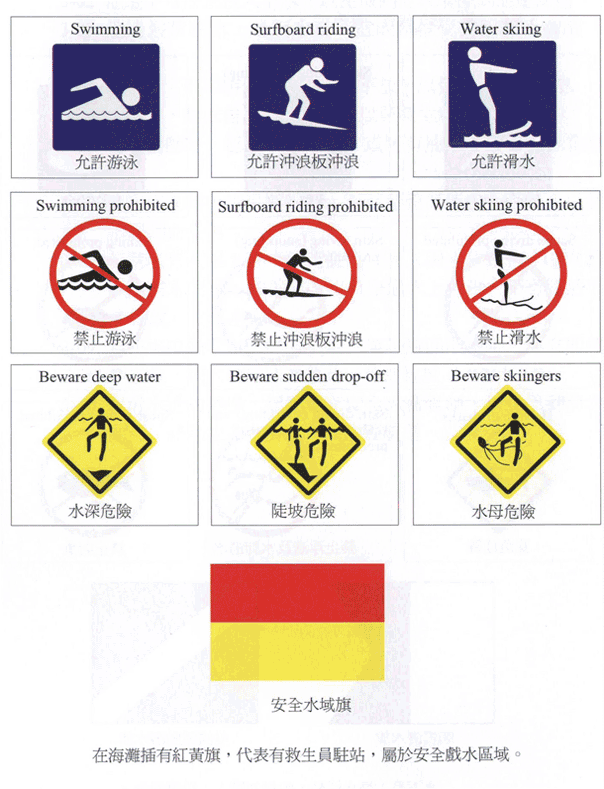 Swimming
允許游泳
Surfboard riding
允許沖浪板沖浪
Water skiing
允許滑水
Swimming prohibited
禁止游泳
Surfboard riding prohibited
禁止沖浪板沖浪
Water skiing prohibited
禁止滑水
Beware deep water
水深危險
Beware sudden drop-off
陡坡危險
Beware skiingers
水母危險
安全水域旗
在海灘插有紅黃旗，代表有救生員駐站，屬於安全戲水區域。